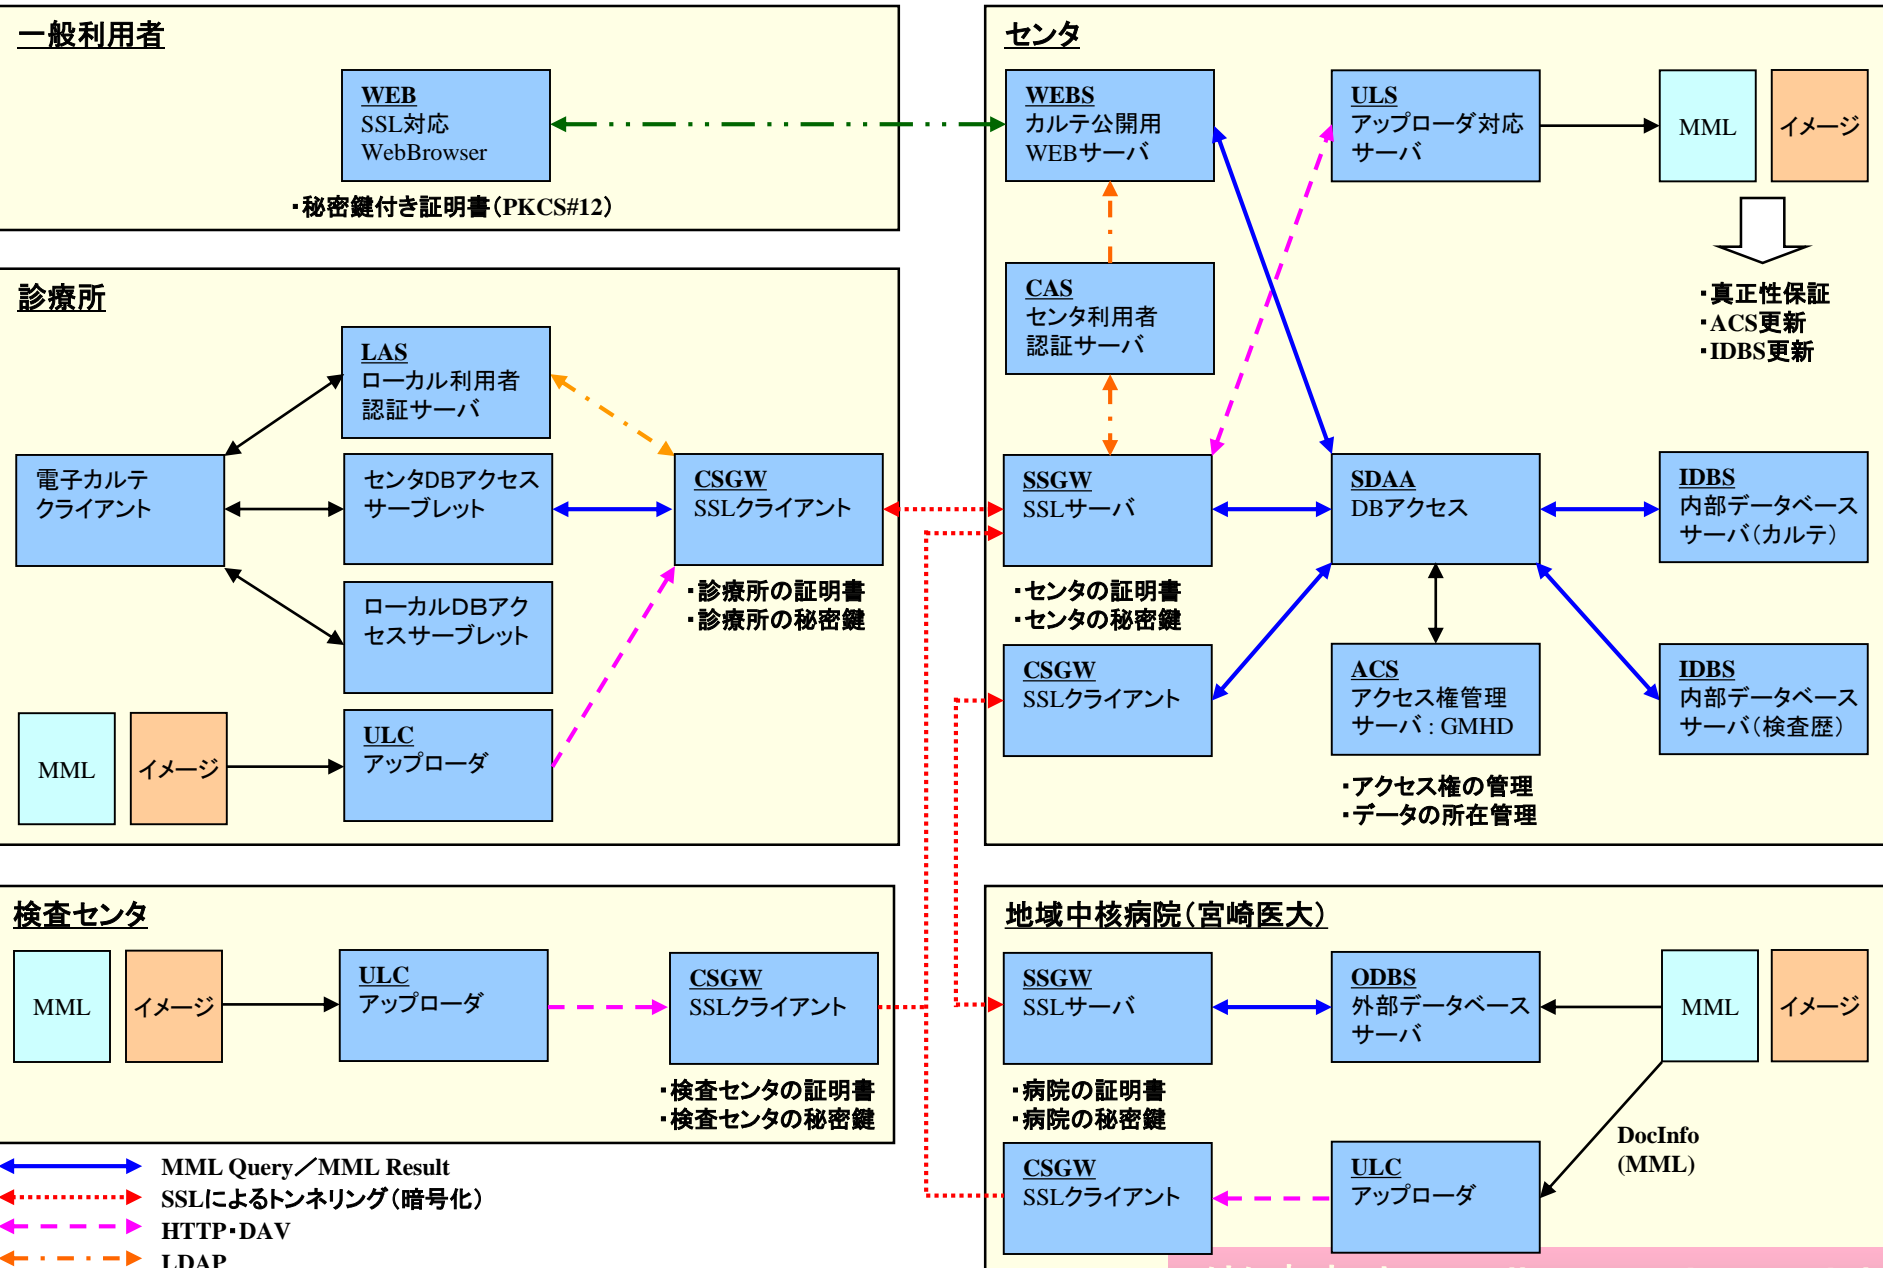 一般利用者
WEB
SSL対応
WebBrowser
・秘密鍵付き証明書（PKCS#12）
診療所
LAS
ローカル利用者
認証サーバ
電子カルテ
クライアント
センタDBアクセス
サーブレット
CSGW
SSLクライアント
・診療所の証明書
・診療所の秘密鍵
ローカルＤＢアク
セスサーブレット
MML
イメージ
ULC
アップローダ
検査センタ
MML
イメージ
ULC
アップローダ
CSGW
SSLクライアント
・検査センタの証明書
・検査センタの秘密鍵
MML Query／MML Result
SSLによるトンネリング（暗号化）
HTTP・DAV
LDAP
センタ
WEBS
カルテ公開用
WEBサーバ
ULS
アップローダ対応
サーバ
MML
イメージ
・真正性保証
・ACS更新
・IDBS更新
CAS
センタ利用者
認証サーバ
SSGW
SSLサーバ
・センタの証明書
・センタの秘密鍵
SDAA
DBアクセス
IDBS
内部データベース
サーバ（カルテ）
CSGW
SSLクライアント
ACS
アクセス権管理
サーバ : GMHD
・アクセス権の管理
・データの所在管理
IDBS
内部データベース
サーバ（検査歴）
地域中核病院（宮崎医大）
SSGW
SSLサーバ
・病院の証明書
・病院の秘密鍵
ODBS
外部データベース
サーバ
MML
イメージ
DocInfo
(MML)
CSGW
SSLクライアント
ULC
アップローダ